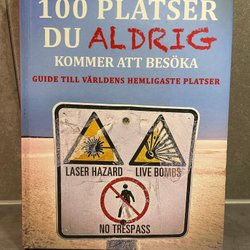 100 PLATSER
DU ALDRIG
KOMMER ATT BESÖKA
GUIDE TILL VÄRLDENS HEMLIGASTE PLATSER
LASER HAZARD
LIVE BOMBS
NO TRESPASS